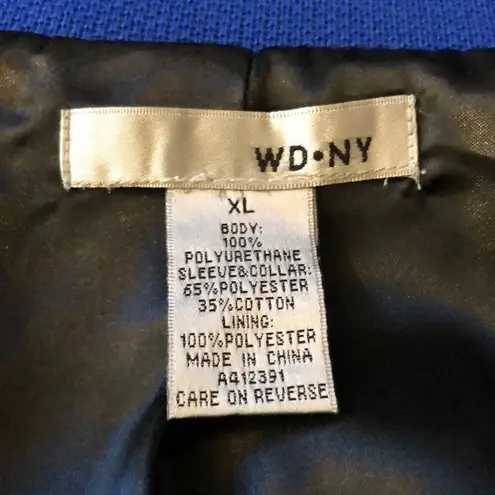 WD•NY
XL
BODY:
100%
POLYURETHANE
SLEEVE&COLLAR:
65%POLYESTER
35%COTTON
LINING:
100%POLYESTER
MADE IN CHINA
A412391
CARE ON REVERSE